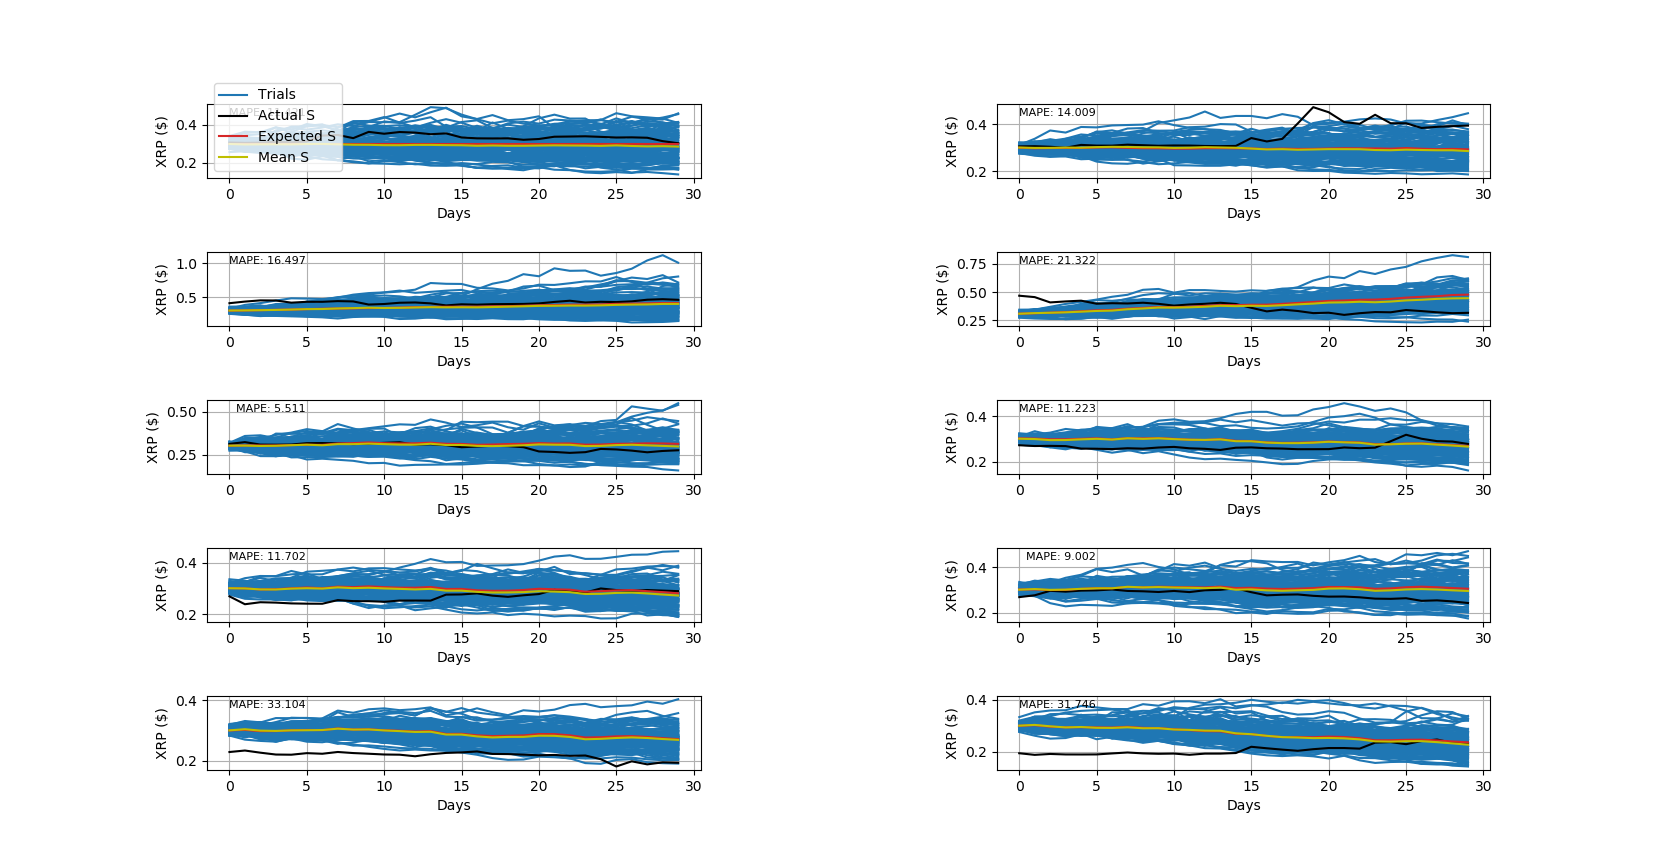 Trials
Actual S
Expected S
Mean S
XRP ($)
0.4
0.2
0 5 10 15 20 25 30
Days
MAPE: 14.009
XRP ($)
0.4
0.2
0 5 10 15 20 25 30
Days
MAPE: 16.497
XRP ($)
1.0
0.5
0 5 10 15 20 25 30
Days
MAPE: 21.322
XRP ($)
0.75
0.50
0.25
0 5 10 15 20 25 30
Days
MAPE: 5.511
XRP ($)
0.50
0.25
0 5 10 15 20 25 30
Days
MAPE: 11.223
XRP ($)
0.4
0.2
0 5 10 15 20 25 30
Days
MAPE: 11.702
XRP ($)
0.4
0.2
0 5 10 15 20 25 30
Days
MAPE: 9.002
XRP ($)
0.4
0.2
0 5 10 15 20 25 30
Days
MAPE: 33.104
XRP ($)
0.4
0.2
0 5 10 15 20 25 30
Days
MAPE: 31.746
XRP ($)
0.4
0.2
0 5 10 15 20 25 30
Days